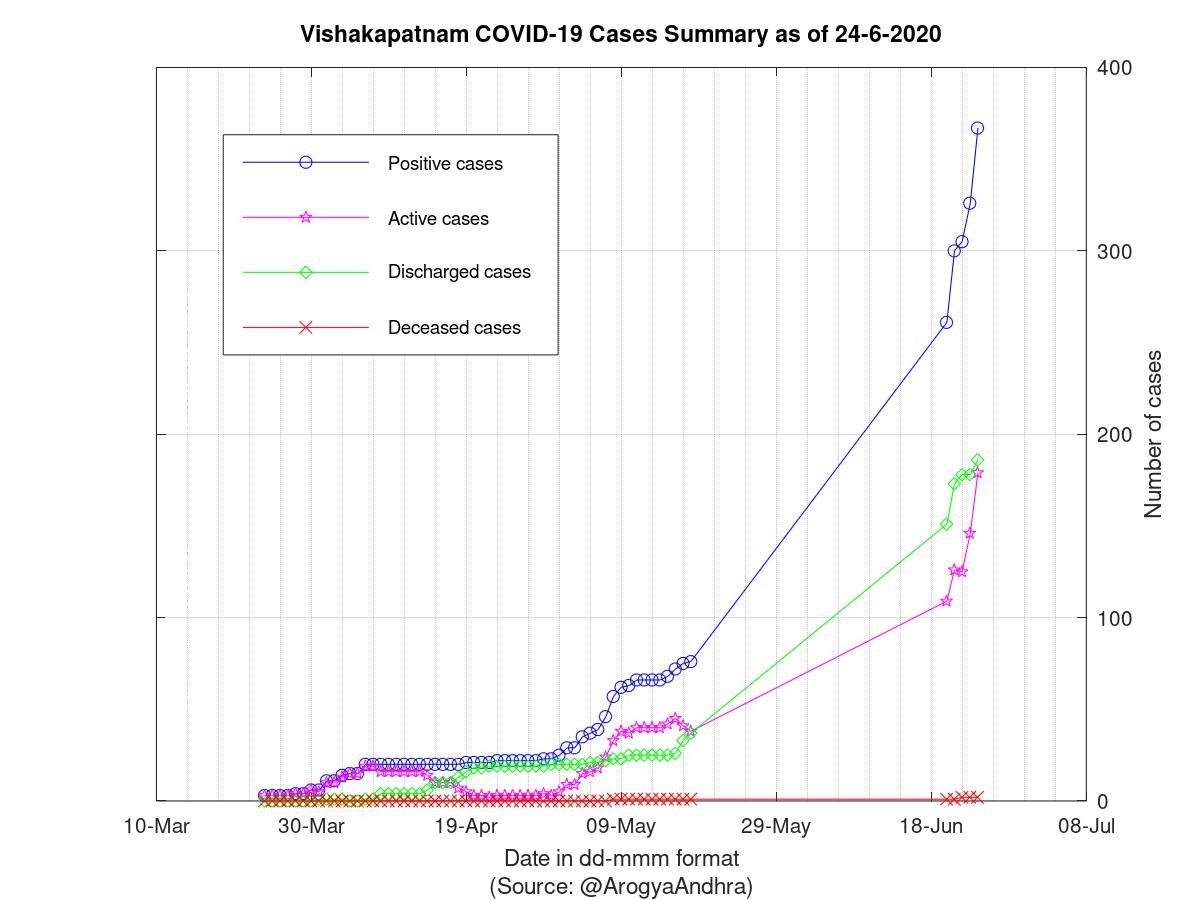 Vishakapatnam COVID-19 Cases Summary as of 24-6-2020
400
Positive cases
Active cases
300
Discharged cases
Deceased cases
200
Number of cases
100
0
10-Mar 30-Mar 19-Apr 09-May 29-May 18-Jun 08-Jul
Date in dd-mmm format
(Source: @ArogyaAndhra)